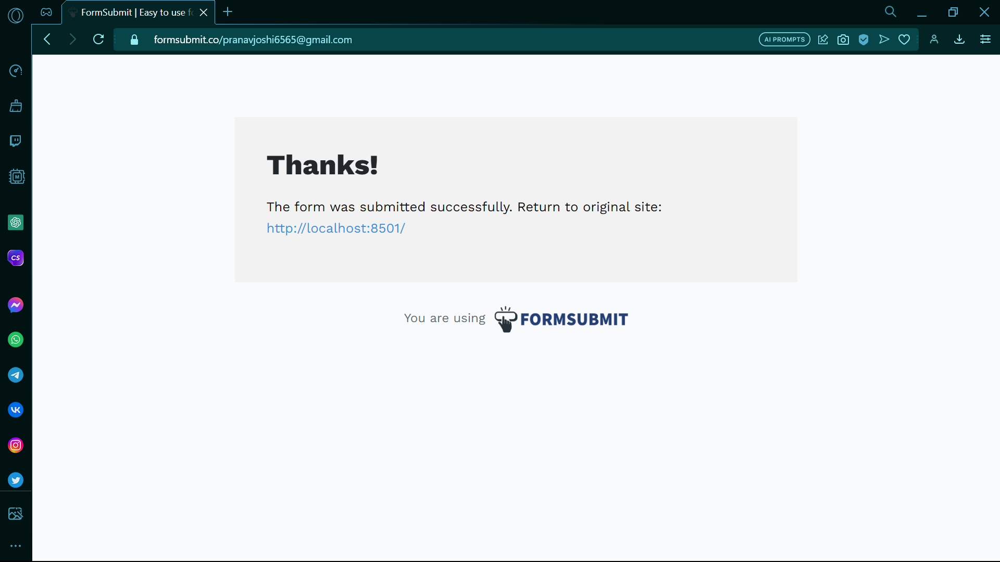 FormSubmit | Easy to use fo
formsubmit.co/pranavjoshi6565@gmail.com
AI PROMPTS
M
CS
Thanks!
The form was submitted successfully. Return to original site:
http://localhost:8501/
You are using
FORMSUBMIT